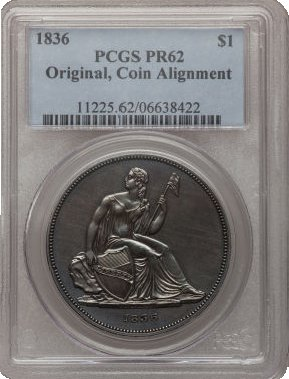 1836 $1
PCGS PR62
Original, Coin Alignment
11225.62/06638422
1836